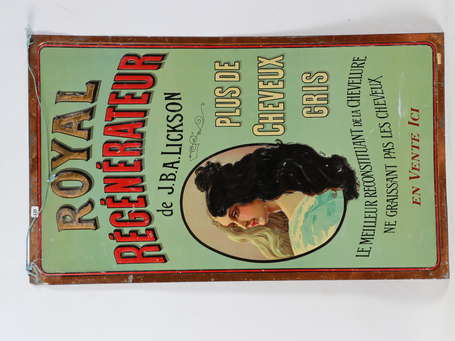 ROYAL
RÉGÉNÉRATEUR
de J.B.A. LICKSON
PLUS DE
CHEVEUX
GRIS
LE MEILLEUR RECONSTITUANT DE LA CHEVELURE
NE GRAISSANT PAS LES CHEVEUX
EN VENTE ICI